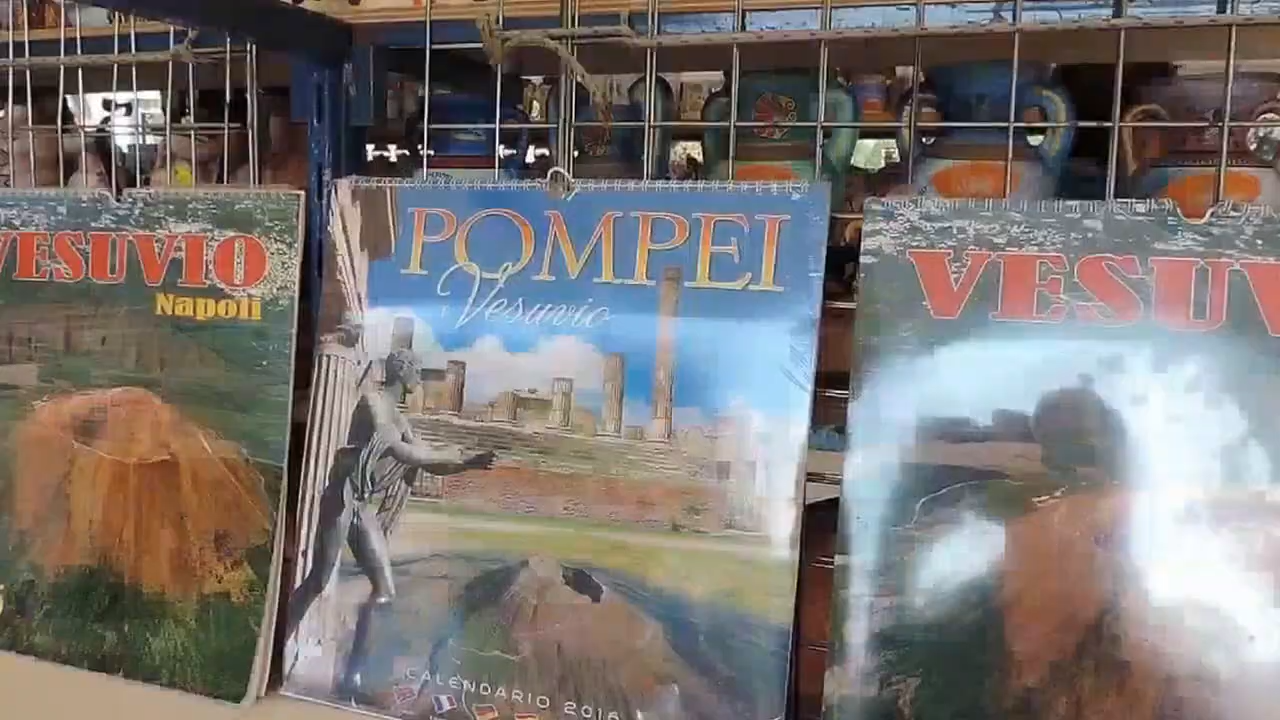 VESUVIO
Napoli
POMPEI
Vesuvio
CALENDARIO 2016
VESUV